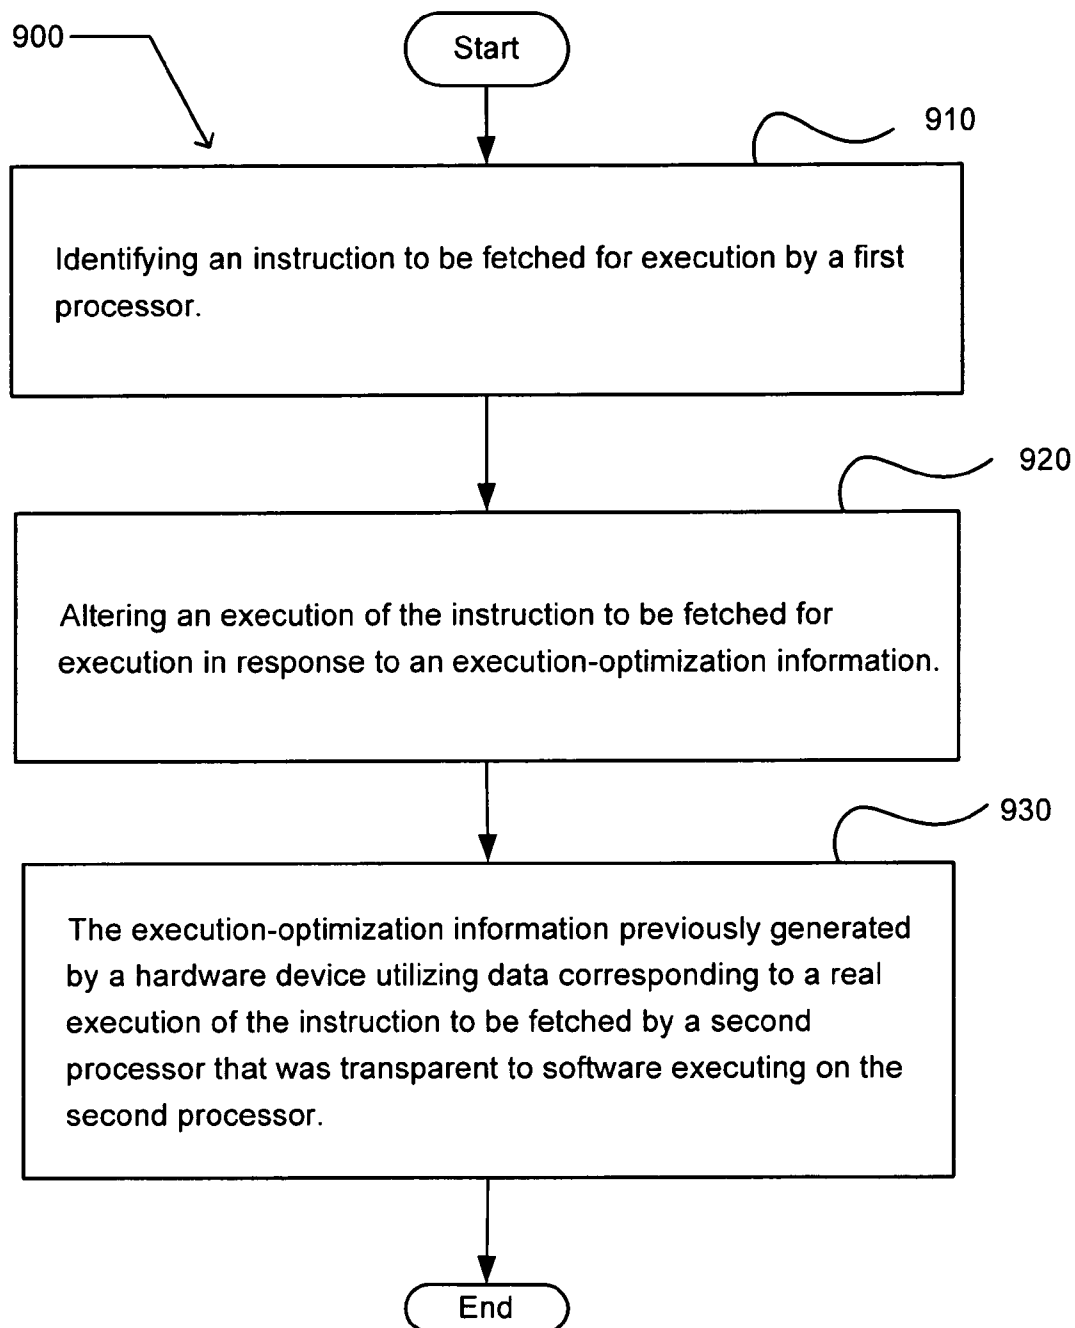 900
Start
910
Identifying an instruction to be fetched for execution by a first
processor.
920
Altering an execution of the instruction to be fetched for
execution in response to an execution-optimization information.
930
The execution-optimization information previously generated
by a hardware device utilizing data corresponding to a real
execution of the instruction to be fetched by a second
processor that was transparent to software executing on the
second processor.
End